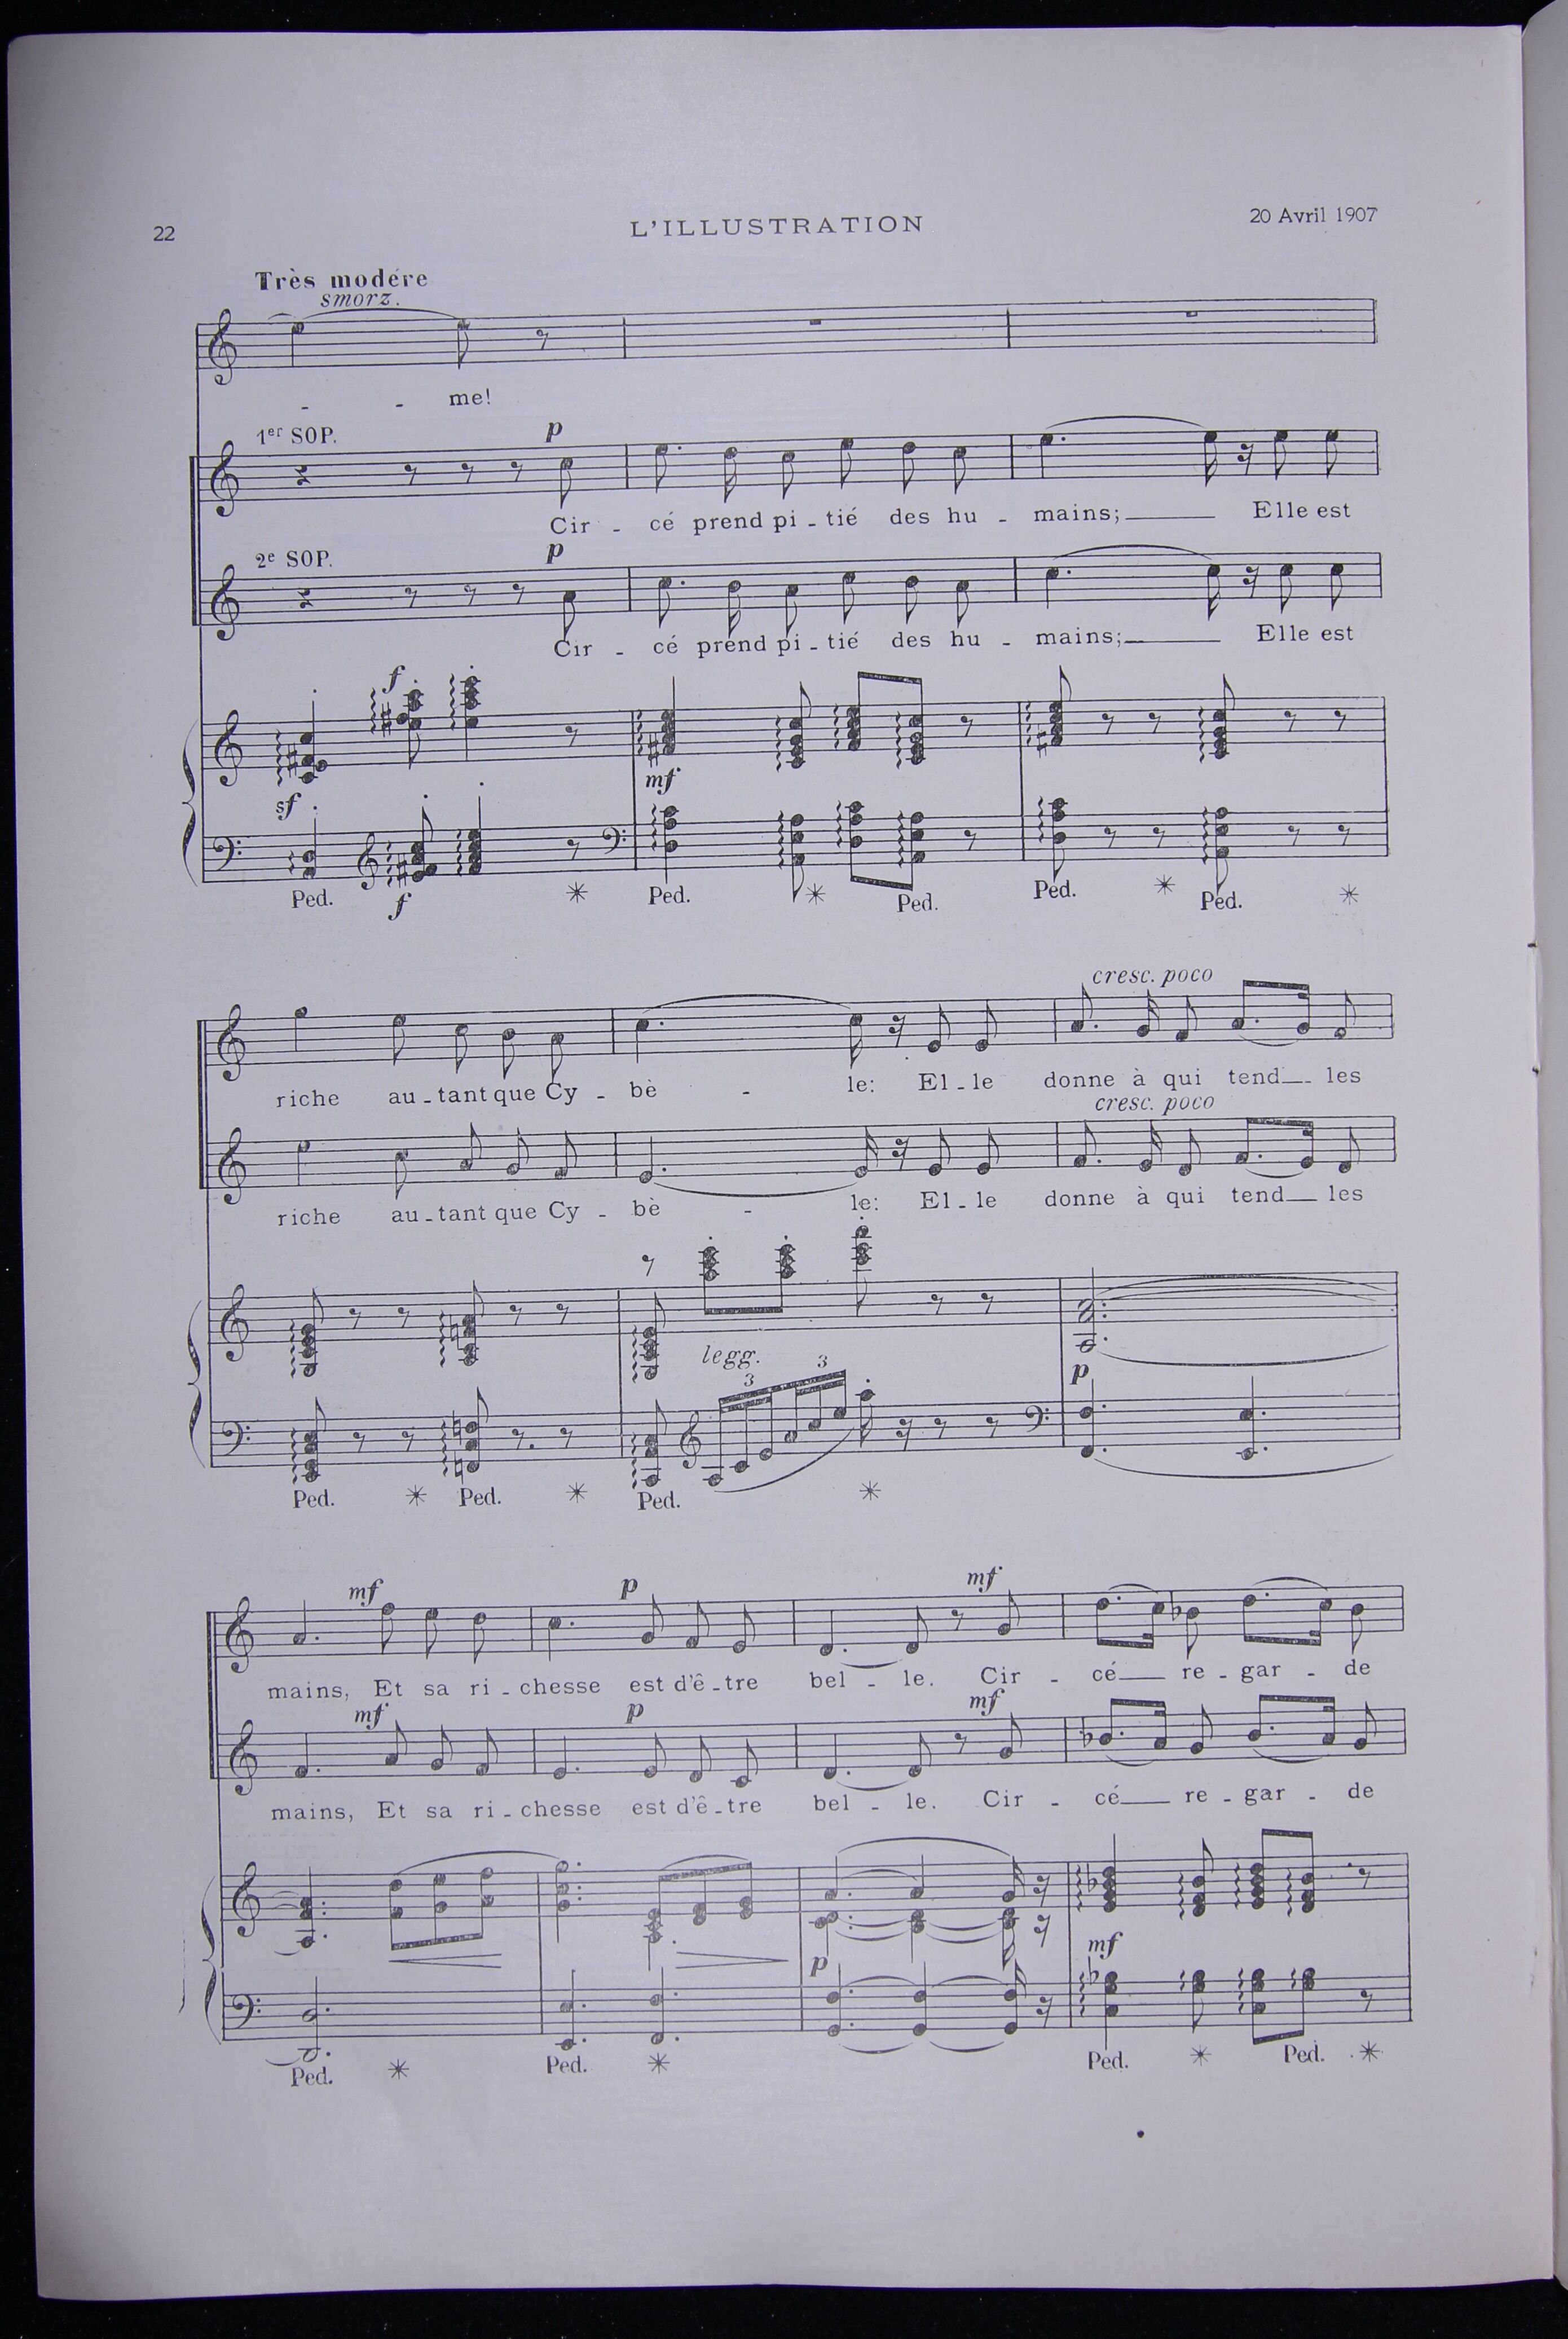 22 L'ILLUSTRATION 20 Avril 1907
Très modére
smorz.
- - me!
1er SOP. p
Cir - cé prend pi - tié des hu - mains; Elle est
2e SOP. p
Cir - cé prend pi - tié des hu - mains; Elle est
f
sf mf
Ped. f * Ped. * Ped. Ped. * Ped. *
cresc. poco
riche au - tant que Cy - bè - le: El - le donne à qui tend les
cresc. poco
riche au - tant que Cy - bè - le: El - le donne à qui tend les
legg. 3 3 p
Ped. * Ped. * Ped. *
mf p mf
mains, Et sa ri - chesse est d'ê - tre bel - le. Cir - cé re - gar - de
mf p mf
mains, Et sa ri - chesse est d'ê - tre bel - le. Cir - cé re - gar - de
p mf
Ped. * Ped. * Ped. * Ped. *